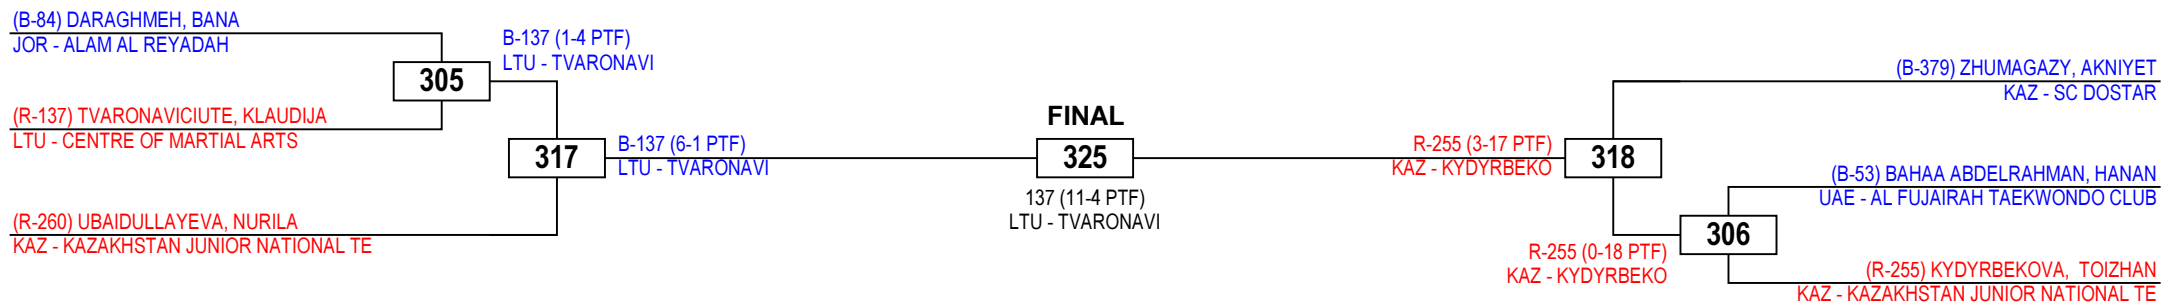 (B-84) DARAGHMEH, BANA
JOR - ALAM AL REYADAH
305
(R-137) TVARONAVICIUTE, KLAUDIJA
LTU - CENTRE OF MARTIAL ARTS
B-137 (1-4 PTF)
LTU - TVARONAVI
317
(R-260) UBAIDULLAYEVA, NURILA
KAZ - KAZAKHSTAN JUNIOR NATIONAL TE
B-137 (6-1 PTF)
LTU - TVARONAVI
FINAL
325
137 (11-4 PTF)
LTU - TVARONAVI
R-255 (3-17 PTF)
KAZ - KYDYRBEKO
318
(B-379) ZHUMAGAZY, AKNIYET
KAZ - SC DOSTAR
(B-53) BAHAA ABDELRAHMAN, HANAN
UAE - AL FUJAIRAH TAEKWONDO CLUB
306
R-255 (0-18 PTF)
KAZ - KYDYRBEKO
(R-255) KYDYRBEKOVA, TOIZHAN
KAZ - KAZAKHSTAN JUNIOR NATIONAL TE